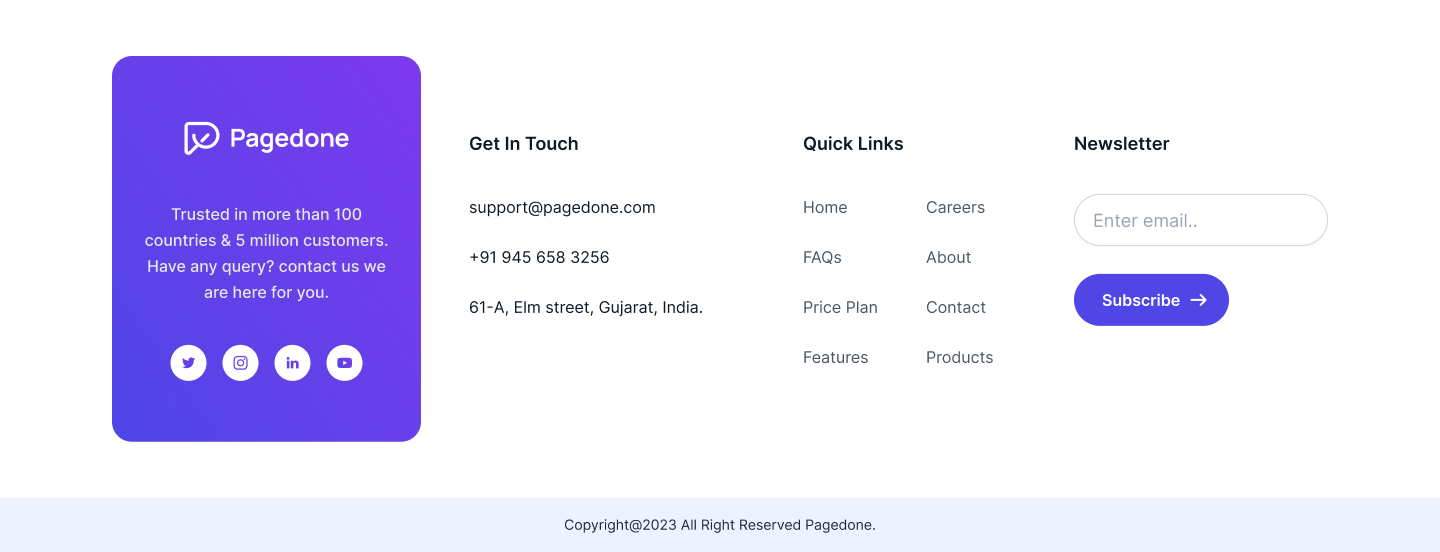 Pagedone
Trusted in more than 100
countries & 5 million customers.
Have any query? contact us we
are here for you.
Get In Touch
support@pagedone.com
+91 945 658 3256
61-A, Elm street, Gujarat, India.
Quick Links
Home
FAQs
Price Plan
Features
Careers
About
Contact
Products
Newsletter
Enter email..
Subscribe
Copyright@2023 All Right Reserved Pagedone.